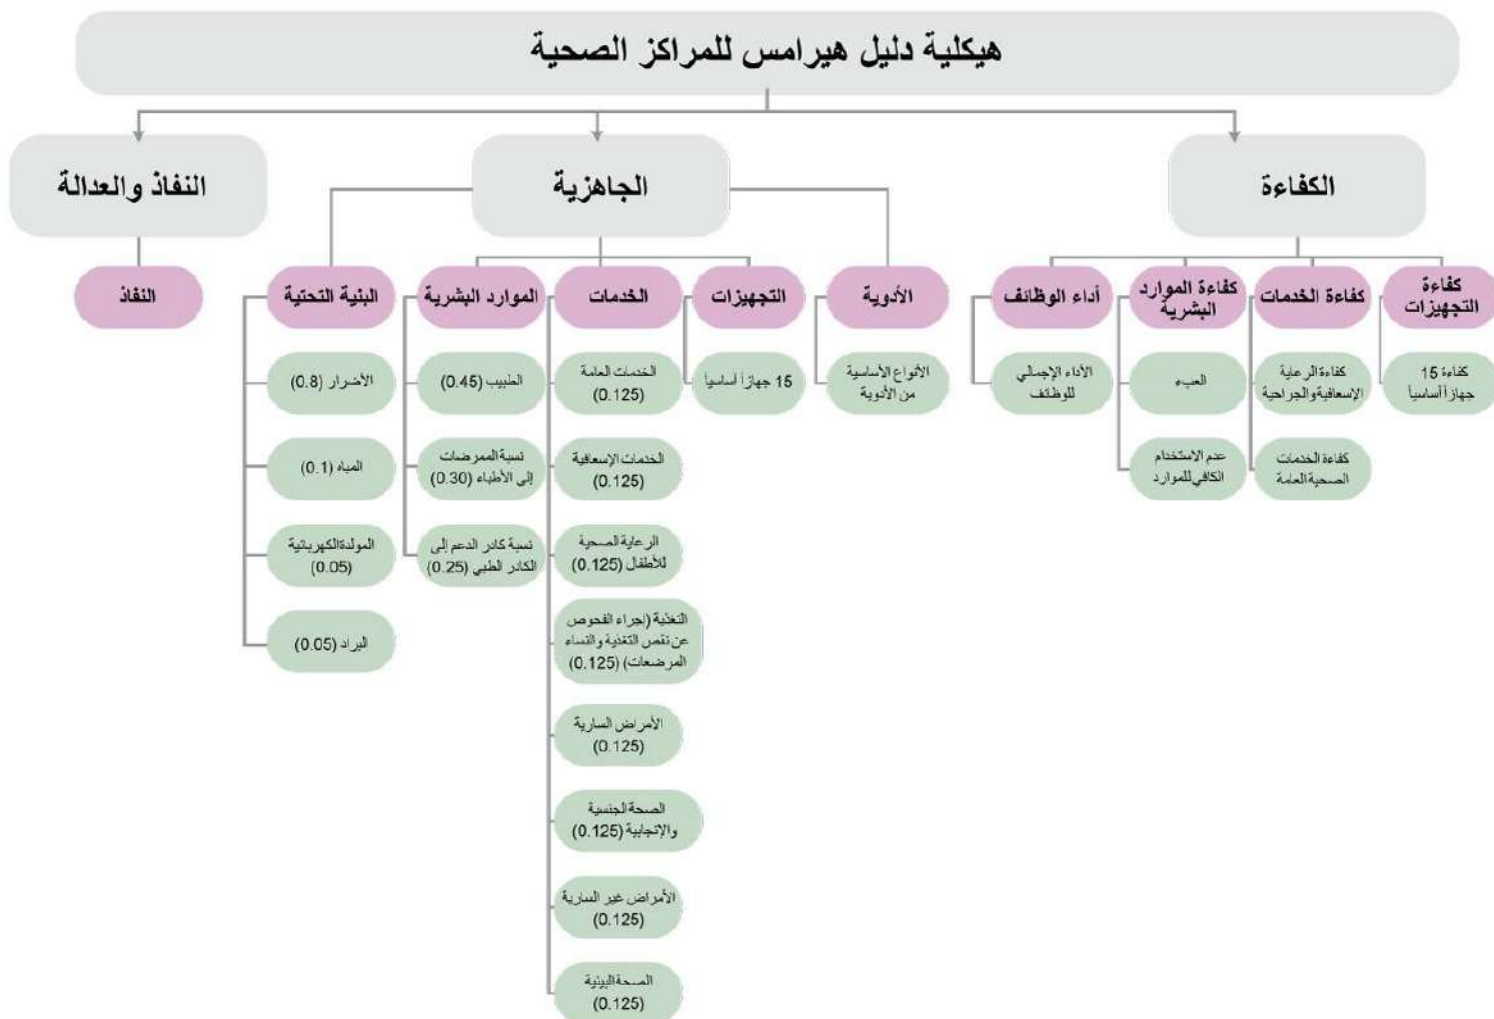 هيكلية دليل هيرامس للمراكز الصحية
الكفاءة
الجاهزية
النفاذ والعدالة
كفاءة
التجهيزات
كفاءة الخدمات
كفاءة الموارد
البشرية
أداء الوظائف
الأدوية
التجهيزات
الخدمات
الموارد البشرية
البنية التحتية
النفاذ
كفاءة 15
جهازاً أساسياً
كفاءة الرعاية
الإسعافية والجراحية
كفاءة الخدمات
الصحية العامة
العبء
عدم الاستخدام
الكافي للموارد
الأداء الإجمالي
للوظائف
الأنواع الأساسية
من الأدوية
15 جهازاً أساسياً
الخدمات العامة
(0.125)
الخدمات الإسعافية
(0.125)
الرعاية الصحية
للأطفال (0.125)
التغذية (إجراء الفحوص
عن نقص التغذية والنساء
المرضعات) (0.125)
الأمراض السارية
(0.125)
الصحة الجنسية
والإنجابية (0.125)
الأمراض غير السارية
(0.125)
الصحة البيئية
(0.125)
الطبيب (0.45)
نسبة الممرضات
إلى الأطباء (0.30)
نسبة كادر الدعم إلى
الكادر الطبي (0.25)
الأضرار (0.8)
المياه (0.1)
المولدة الكهربائية
(0.05)
البراد (0.05)